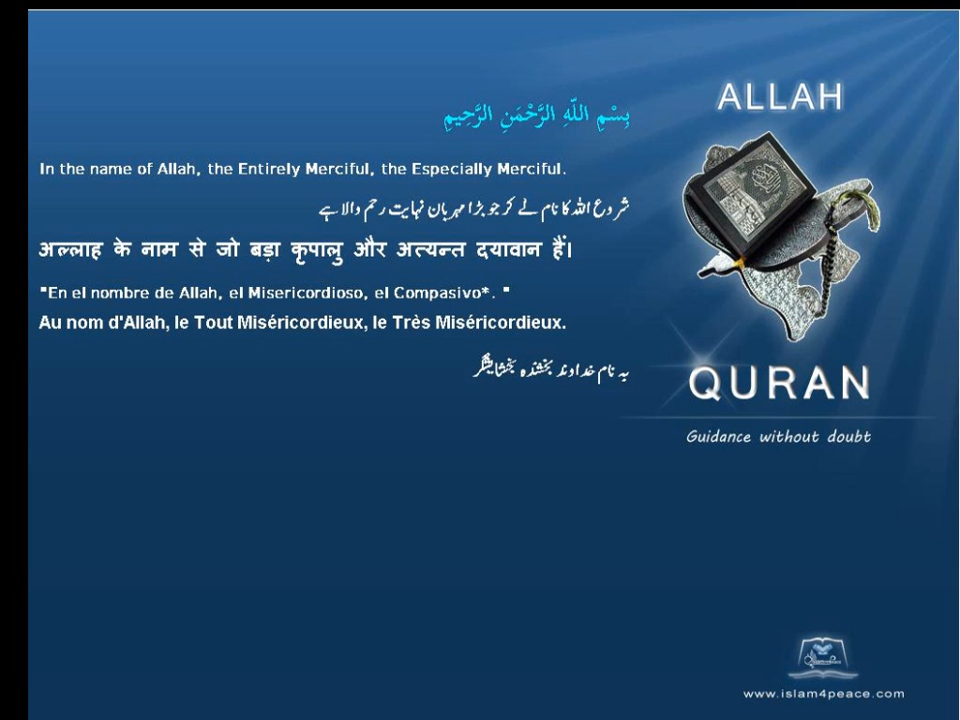 بِسْمِ اللّهِ الرَّحْمَنِ الرَّحِيمِ
In the name of Allah, the Entirely Merciful, the Especially Merciful.
شروع اللہ کا نام لے کر جو بڑا مہربان نہایت رحم والا ہے
अल्लाह के नाम से जो बड़ा कृपालु और अत्यन्त दयावान हैं।
"En el nombre de Allah, el Misericordioso, el Compasivo*. "
Au nom d'Allah, le Tout Miséricordieux, le Très Miséricordieux.
به نام خداوند بخشنده بخشایشگر
ALLAH
QURAN
Guidance without doubt
www.islam4peace.com